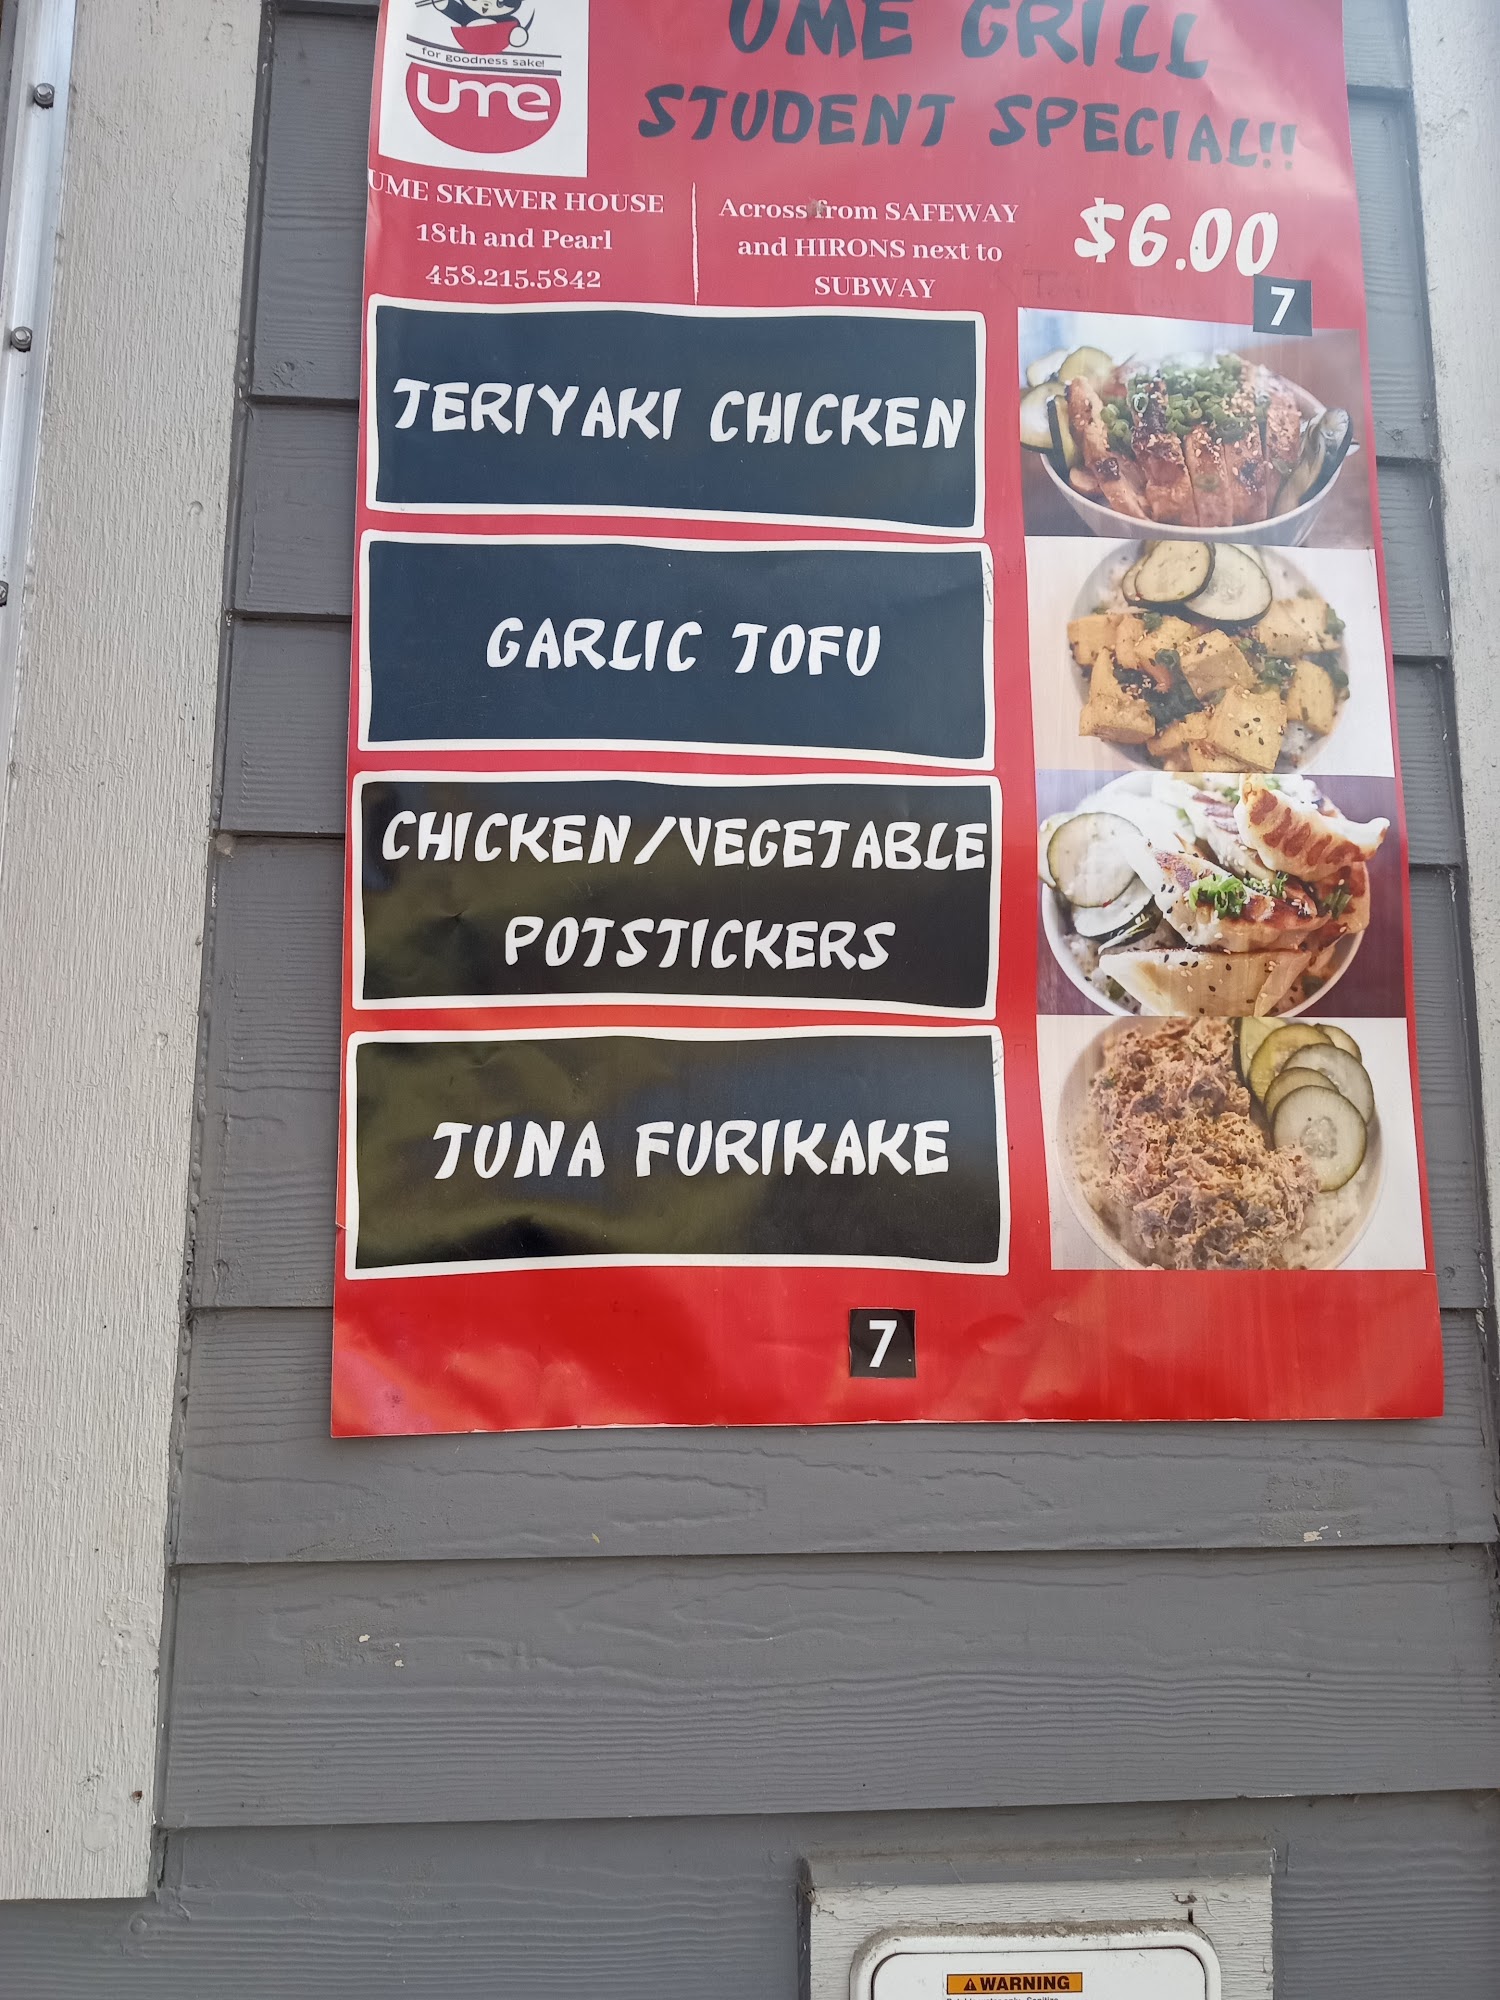 for goodness sake!
ume
UME GRILL
STUDENT SPECIAL!!
UME SKEWER HOUSE
18th and Pearl
458.215.5842
Across from SAFEWAY
and HIRONS next to
SUBWAY
$6.00
7
TERIYAKI CHICKEN
GARLIC TOFU
CHICKEN/VEGETABLE
POTSTICKERS
TUNA FURIKAKE
7
WARNING